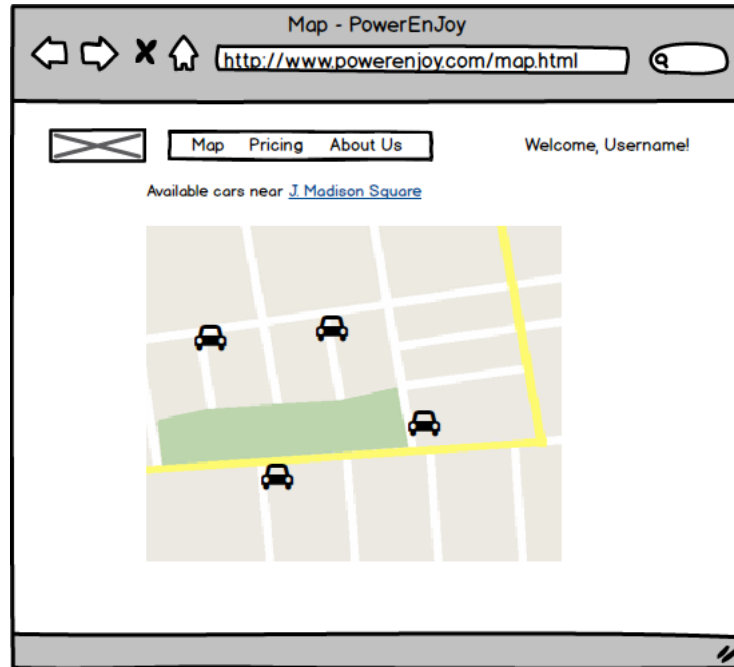 Map - PowerEnJoy
http://www.powerenjoy.com/map.html
Map Pricing About Us
Welcome, Username!
Available cars near J. Madison Square